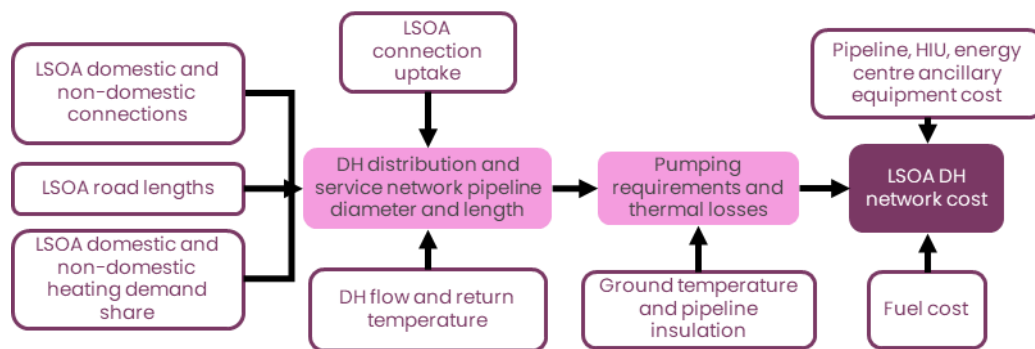 LSOA domestic and
non-domestic
connections
LSOA road lengths
LSOA domestic and
non-domestic
heating demand
share
LSOA
connection
uptake
DH distribution and
service network pipeline
diameter and length
DH flow and return
temperature
Pumping
requirements and
thermal losses
Ground temperature
and pipeline
insulation
Pipeline, HIU, energy
centre ancillary
equipment cost
LSOA DH
network cost
Fuel cost